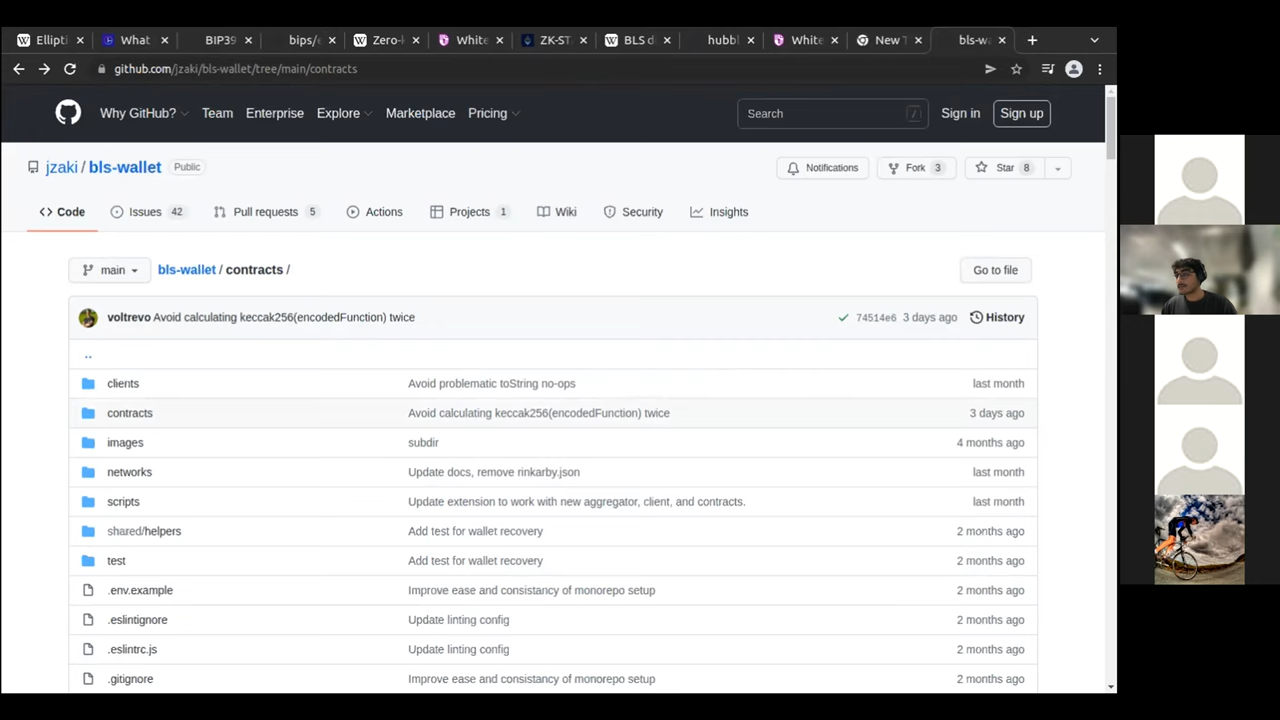 Ellipti
What
BIP39
bips/e
Zero-k
White
ZK-ST
BLS d
hubbl
White
New T
bls-wa
github.com/jzaki/bls-wallet/tree/main/contracts
Why GitHub?
Team
Enterprise
Explore
Marketplace
Pricing
Search
/
Sign in
Sign up
jzaki / bls-wallet
Public
Notifications
Fork 3
Star 8
Code
Issues 42
Pull requests 5
Actions
Projects 1
Wiki
Security
Insights
main
bls-wallet / contracts /
Go to file
voltrevo Avoid calculating keccak256(encodedFunction) twice
74514e6 3 days ago
History
..
clients Avoid problematic toString no-ops last month
contracts Avoid calculating keccak256(encodedFunction) twice 3 days ago
images subdir 4 months ago
networks Update docs, remove rinkarby.json last month
scripts Update extension to work with new aggregator, client, and contracts. last month
shared/helpers Add test for wallet recovery 2 months ago
test Add test for wallet recovery 2 months ago
.env.example Improve ease and consistancy of monorepo setup 2 months ago
.eslintignore Update linting config 2 months ago
.eslintrc.js Update linting config 2 months ago
.gitignore Improve ease and consistancy of monorepo setup 2 months ago